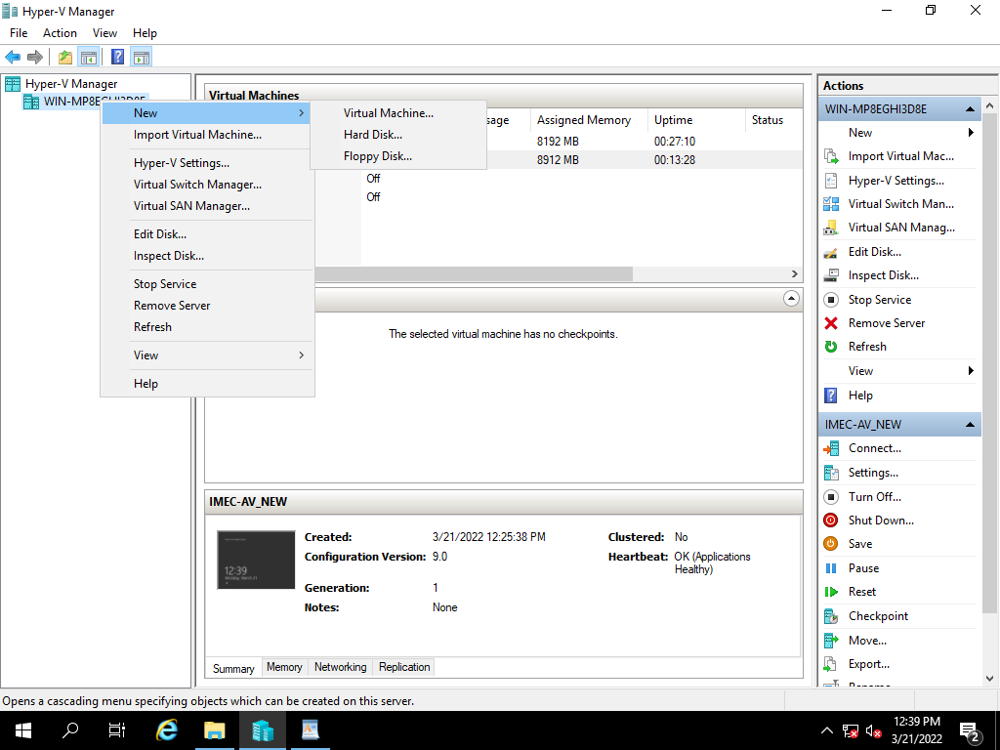 Hyper-V Manager
File Action View Help
Hyper-V Manager
Virtual Machines
sage Assigned Memory Uptime Status
8192 MB 00:27:10
8912 MB 00:13:28
Off
Off
New
Import Virtual Machine...
Hyper-V Settings...
Virtual Switch Manager...
Virtual SAN Manager...
Edit Disk...
Inspect Disk...
Stop Service
Remove Server
Refresh
View
Help
Virtual Machine...
Hard Disk...
Floppy Disk...
The selected virtual machine has no checkpoints.
IMEC-AV_NEW
12:39
Created: 3/21/2022 12:25:38 PM Clustered: No
Configuration Version: 9.0 Heartbeat: OK (Applications
Healthy)
Generation: 1
Notes: None
Summary Memory Networking Replication
Actions
WIN-MP8EGHI3D8E
New
Import Virtual Mac...
Hyper-V Settings...
Virtual Switch Man...
Virtual SAN Manag...
Edit Disk...
Inspect Disk...
Stop Service
Remove Server
Refresh
View
Help
IMEC-AV_NEW
Connect...
Settings...
Turn Off...
Shut Down...
Save
Pause
Reset
Checkpoint
Move...
Export...
Opens a cascading menu specifying objects which can be created on this server.
12:39 PM
3/21/2022
2